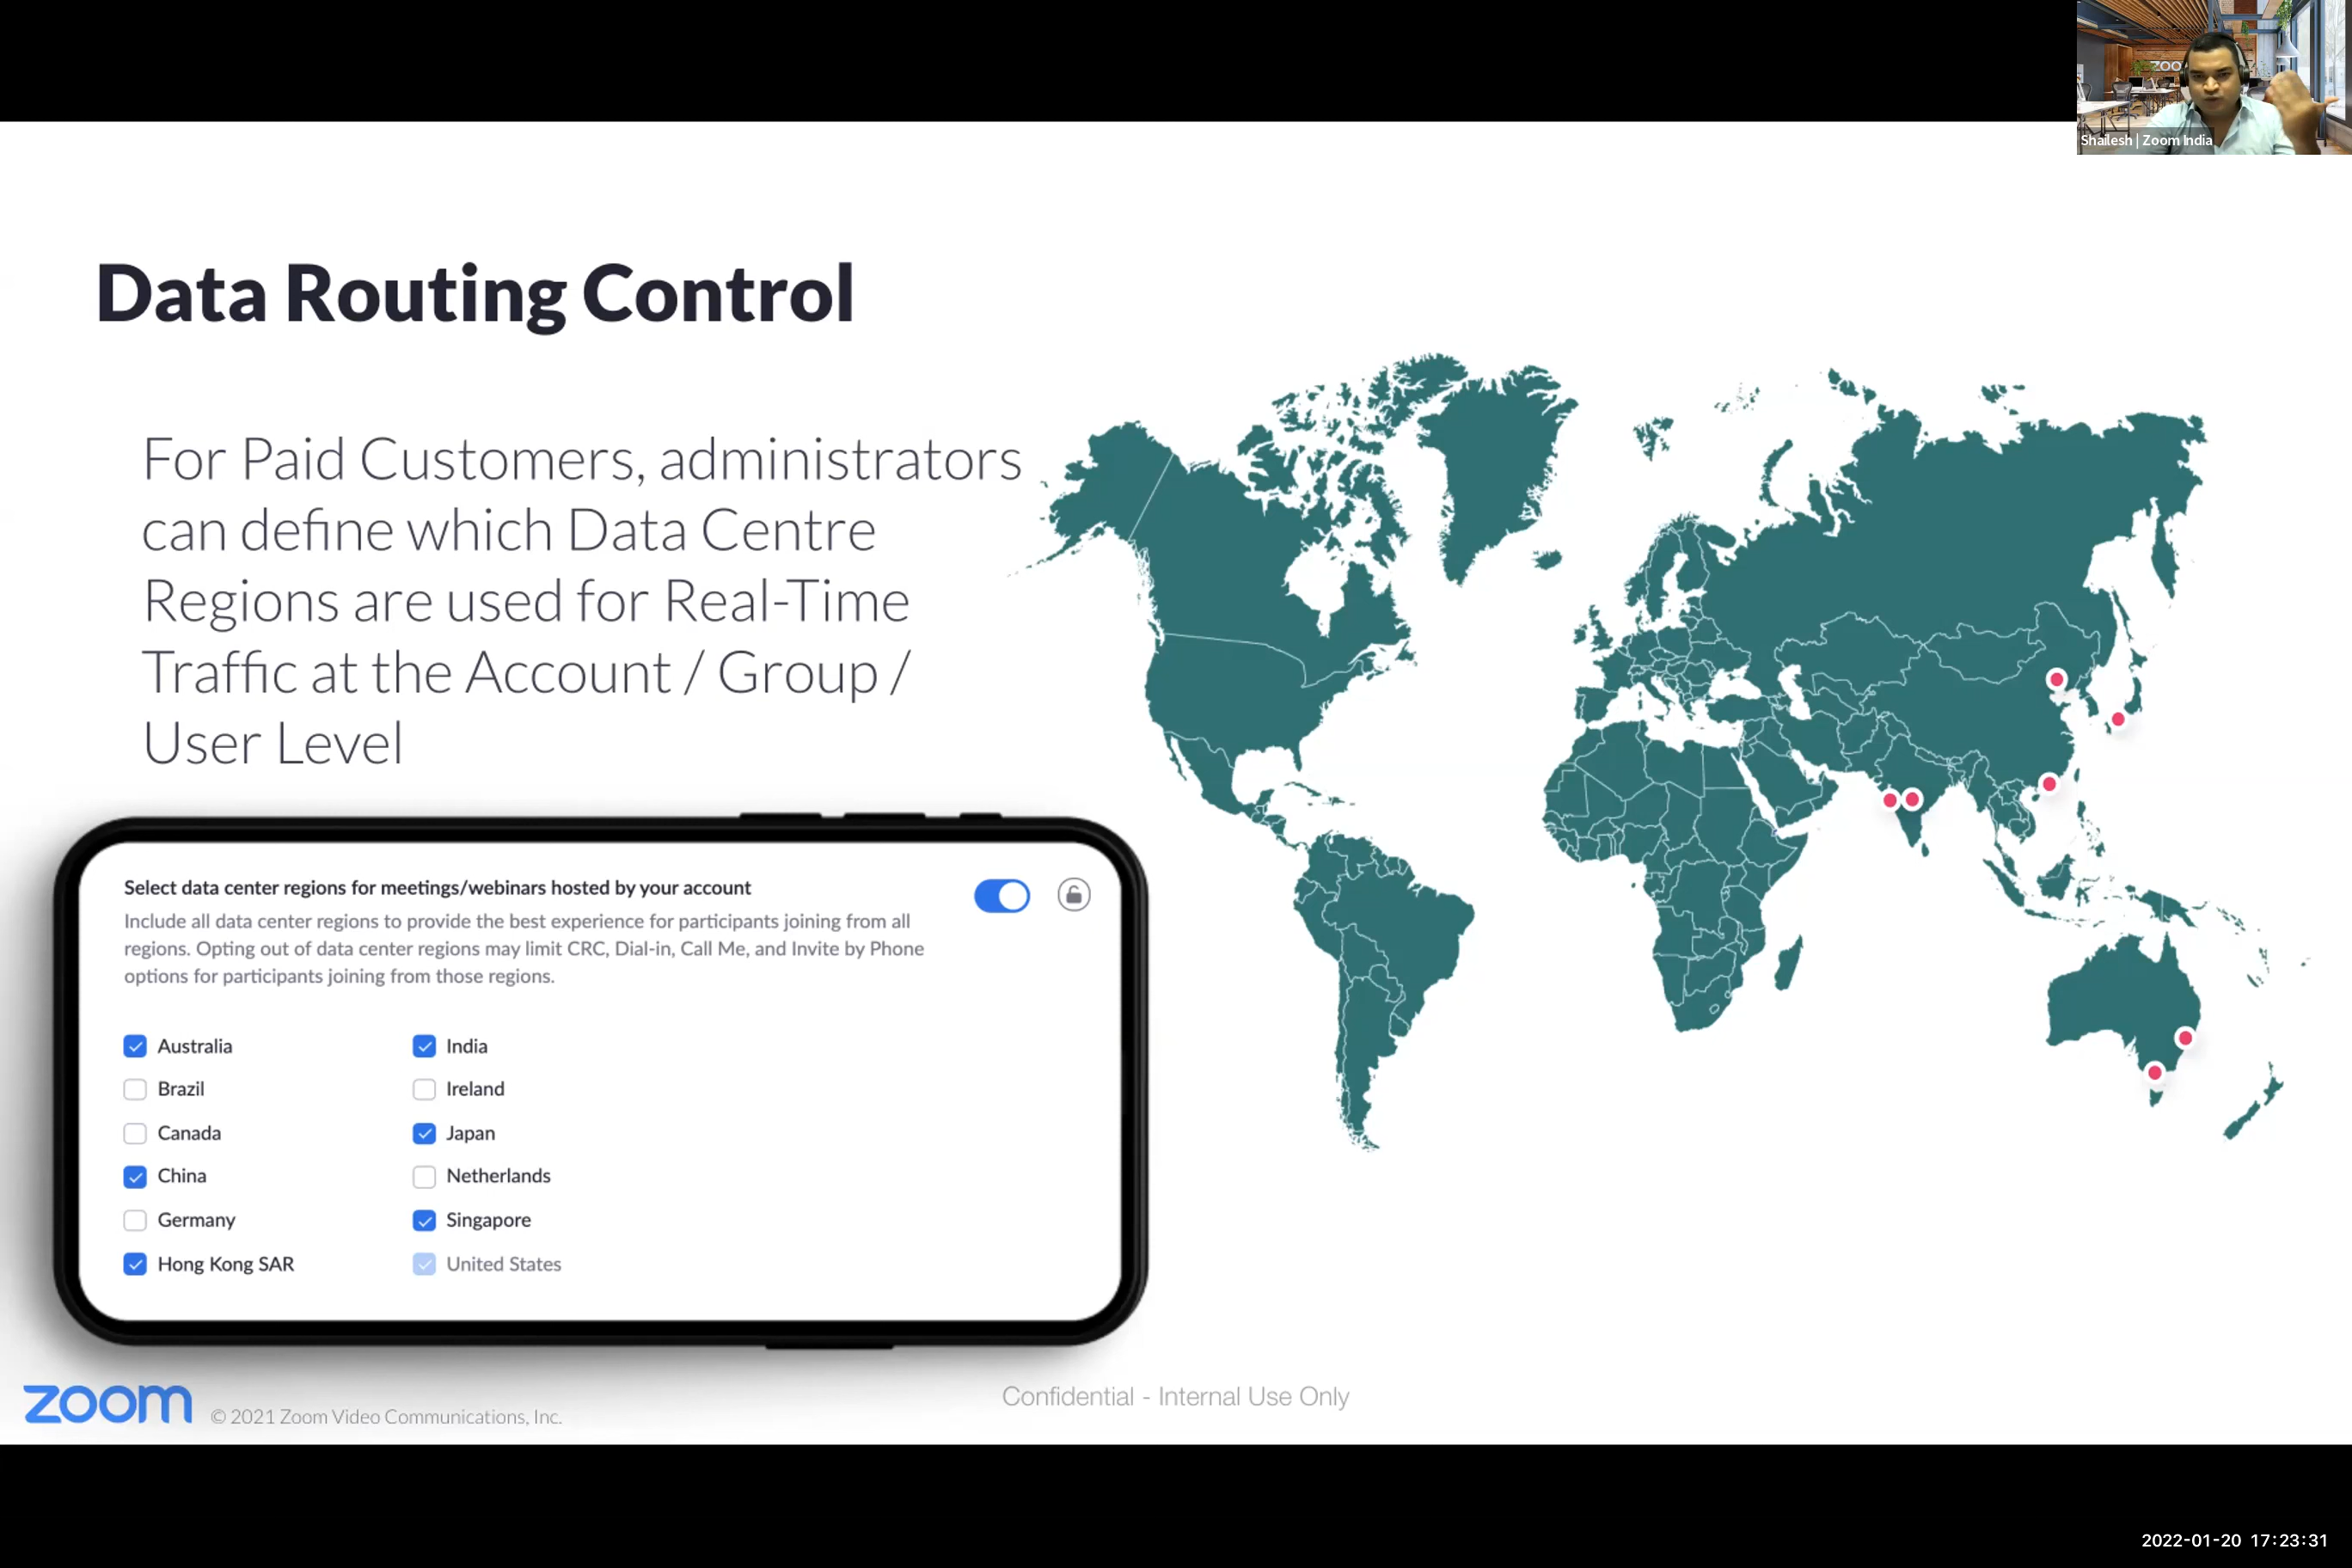 ZOO
Shailesh | Zoom India
Data Routing Control
For Paid Customers, administrators
can define which Data Centre
Regions are used for Real-Time
Traffic at the Account / Group /
User Level
Select data center regions for meetings/webinars hosted by your account
Include all data center regions to provide the best experience for participants joining from all
regions. Opting out of data center regions may limit CRC, Dial-in, Call Me, and Invite by Phone
options for participants joining from those regions.
Australia
India
Brazil
Ireland
Canada
Japan
China
Netherlands
Germany
Singapore
Hong Kong SAR
United States
zoom
© 2021 Zoom Video Communications, Inc.
Confidential - Internal Use Only
2022-01-20 17:23:31